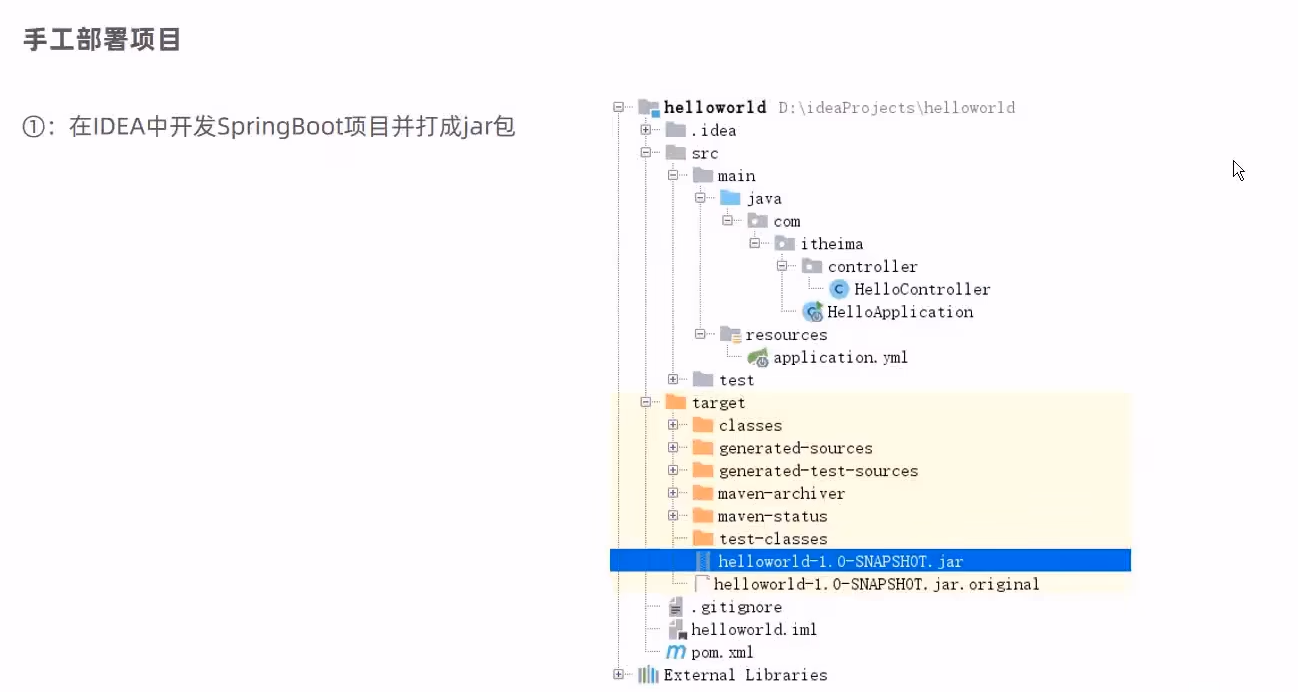 手工部署项目
①：在IDEA中开发SpringBoot项目并打成jar包
helloworld D:\ideaProjects\helloworld
.idea
src
main
java
com
itheima
controller
HelloController
HelloApplication
resources
application.yml
test
target
classes
generated-sources
generated-test-sources
maven-archiver
maven-status
test-classes
helloworld-1.0-SNAPSHOT.jar
helloworld-1.0-SNAPSHOT.jar.original
.gitignore
helloworld.iml
pom.xml
External Libraries